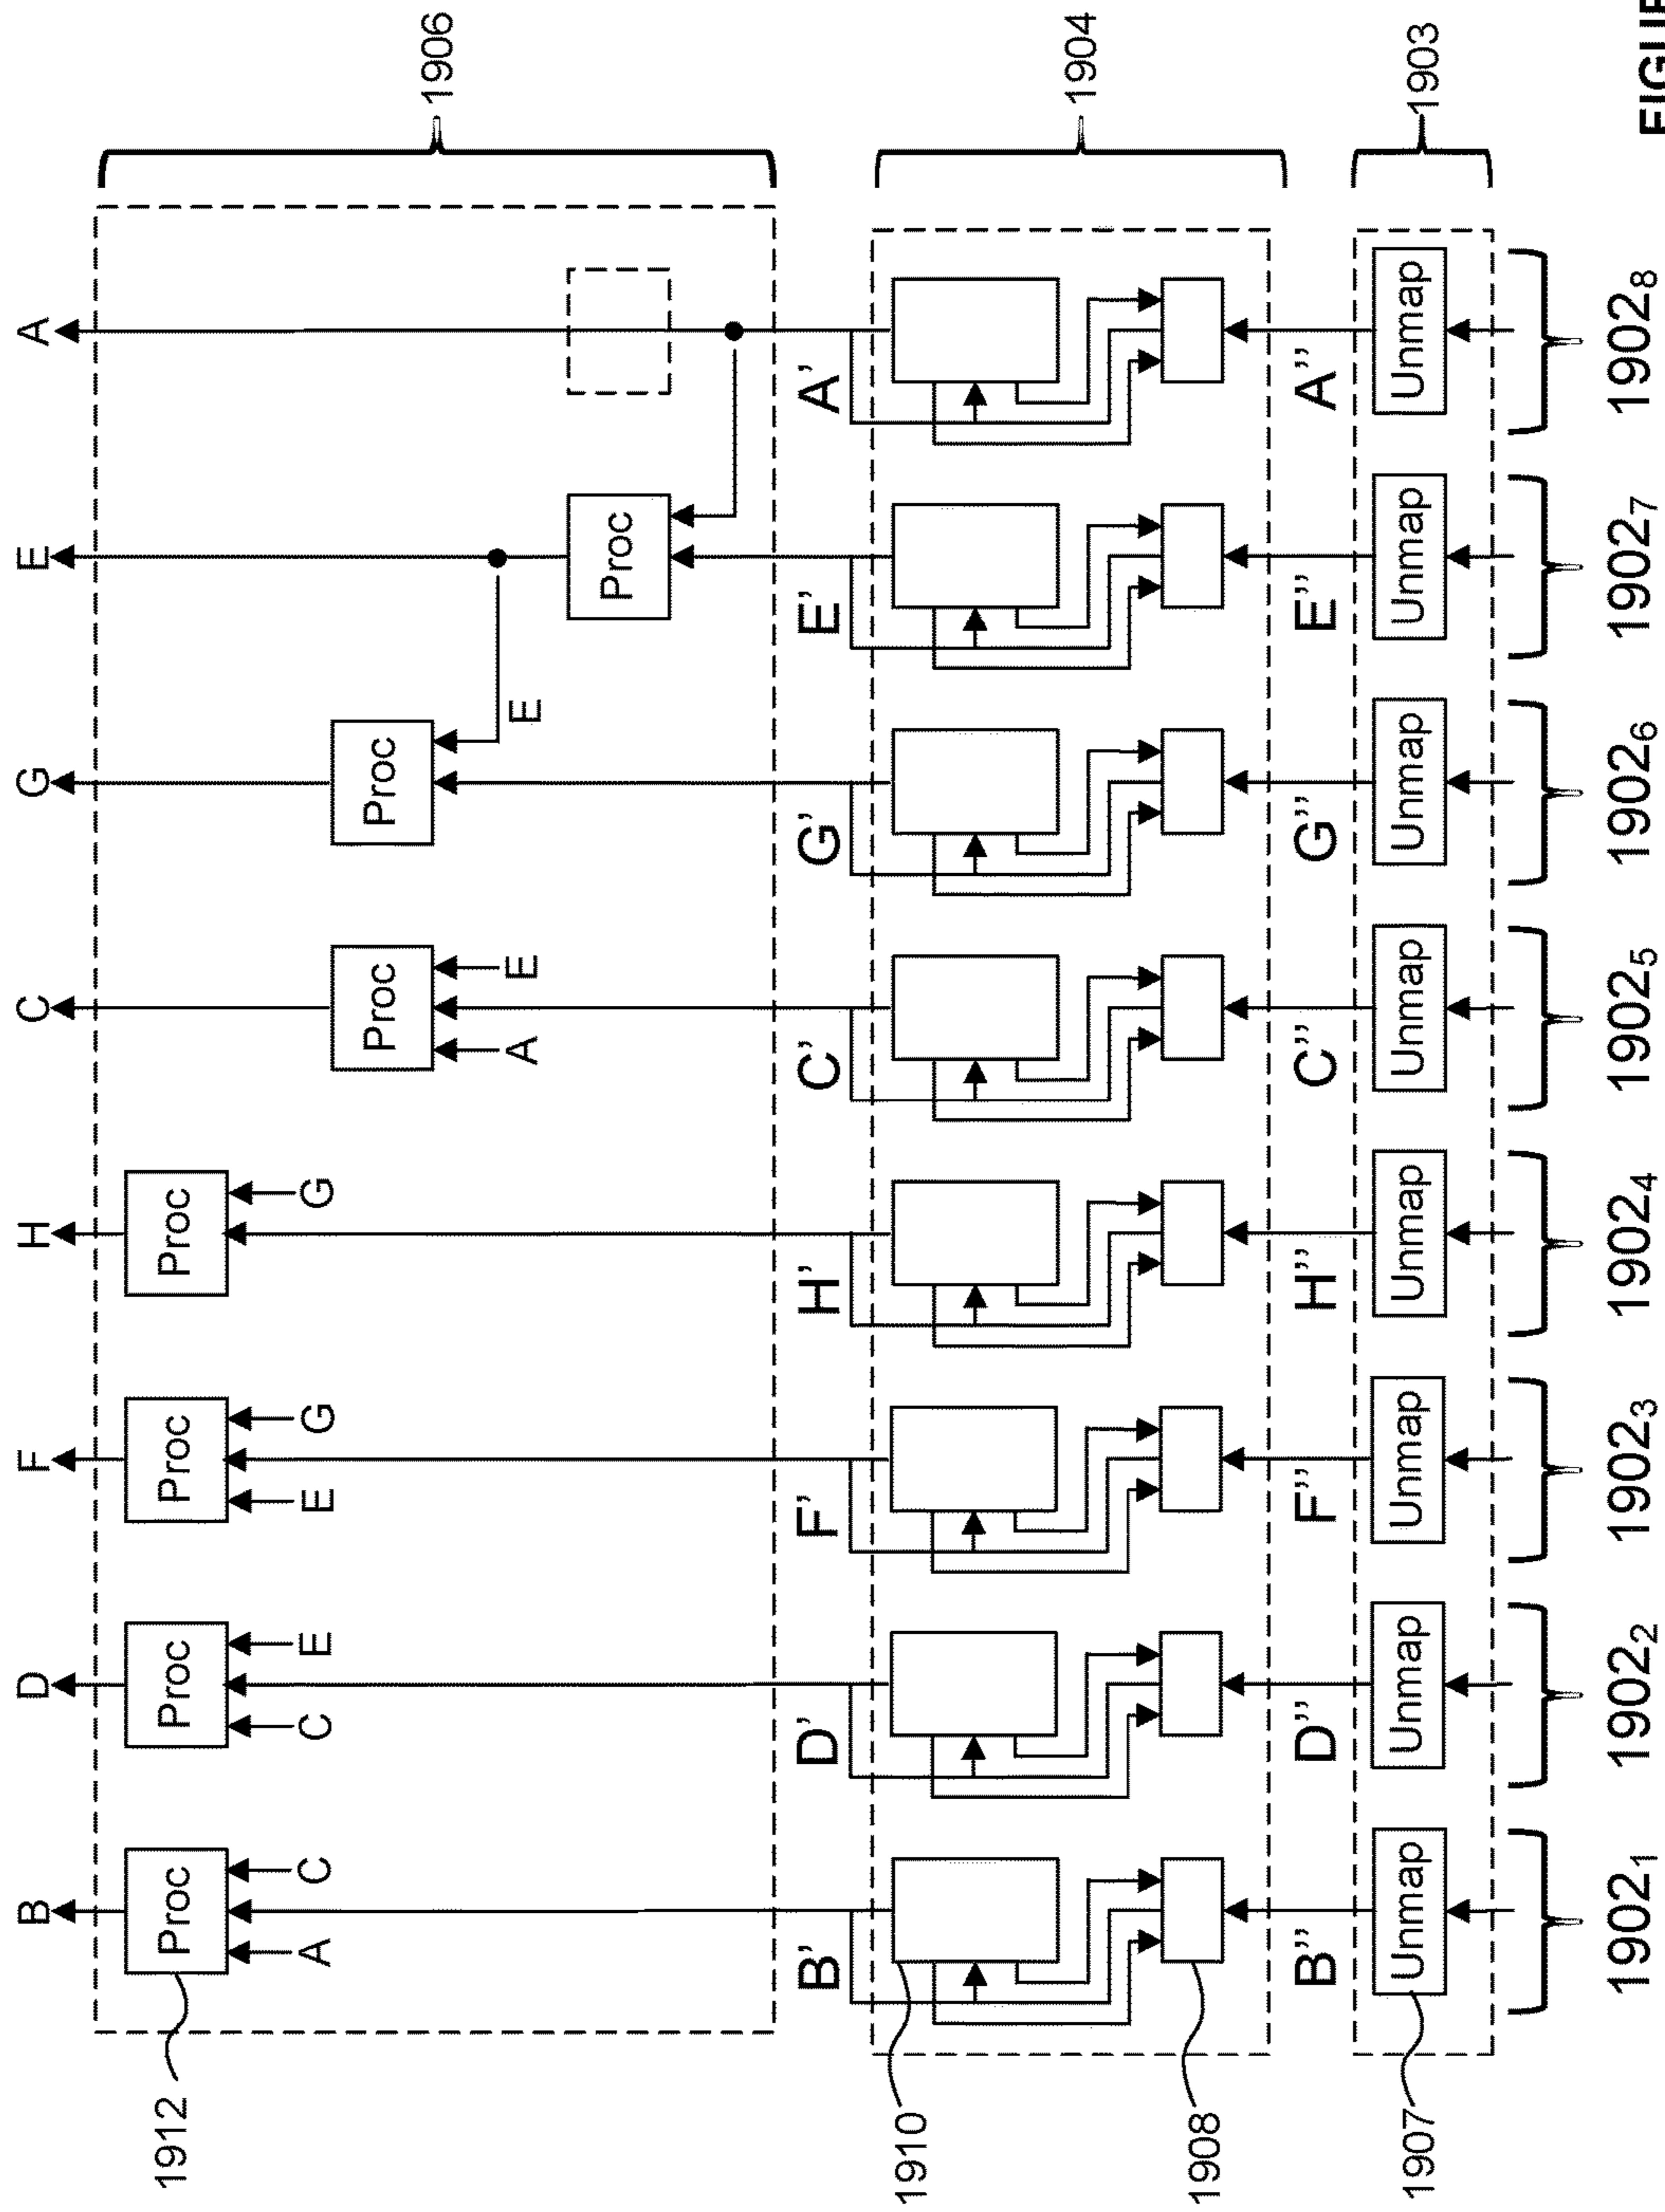 B D F H C G E A
1912 Proc Proc Proc Proc
A C C E E G G
Proc Proc
1906
A E E
Proc
B' D' F' H' C' G' E' A'
1910
1904
1908
B'' D'' F'' H'' C'' G'' E'' A''
1907 Unmap Unmap Unmap Unmap Unmap Unmap Unmap Unmap 1903
1902₁ 1902₂ 1902₃ 1902₄ 1902₅ 1902₆ 1902₇ 1902₈